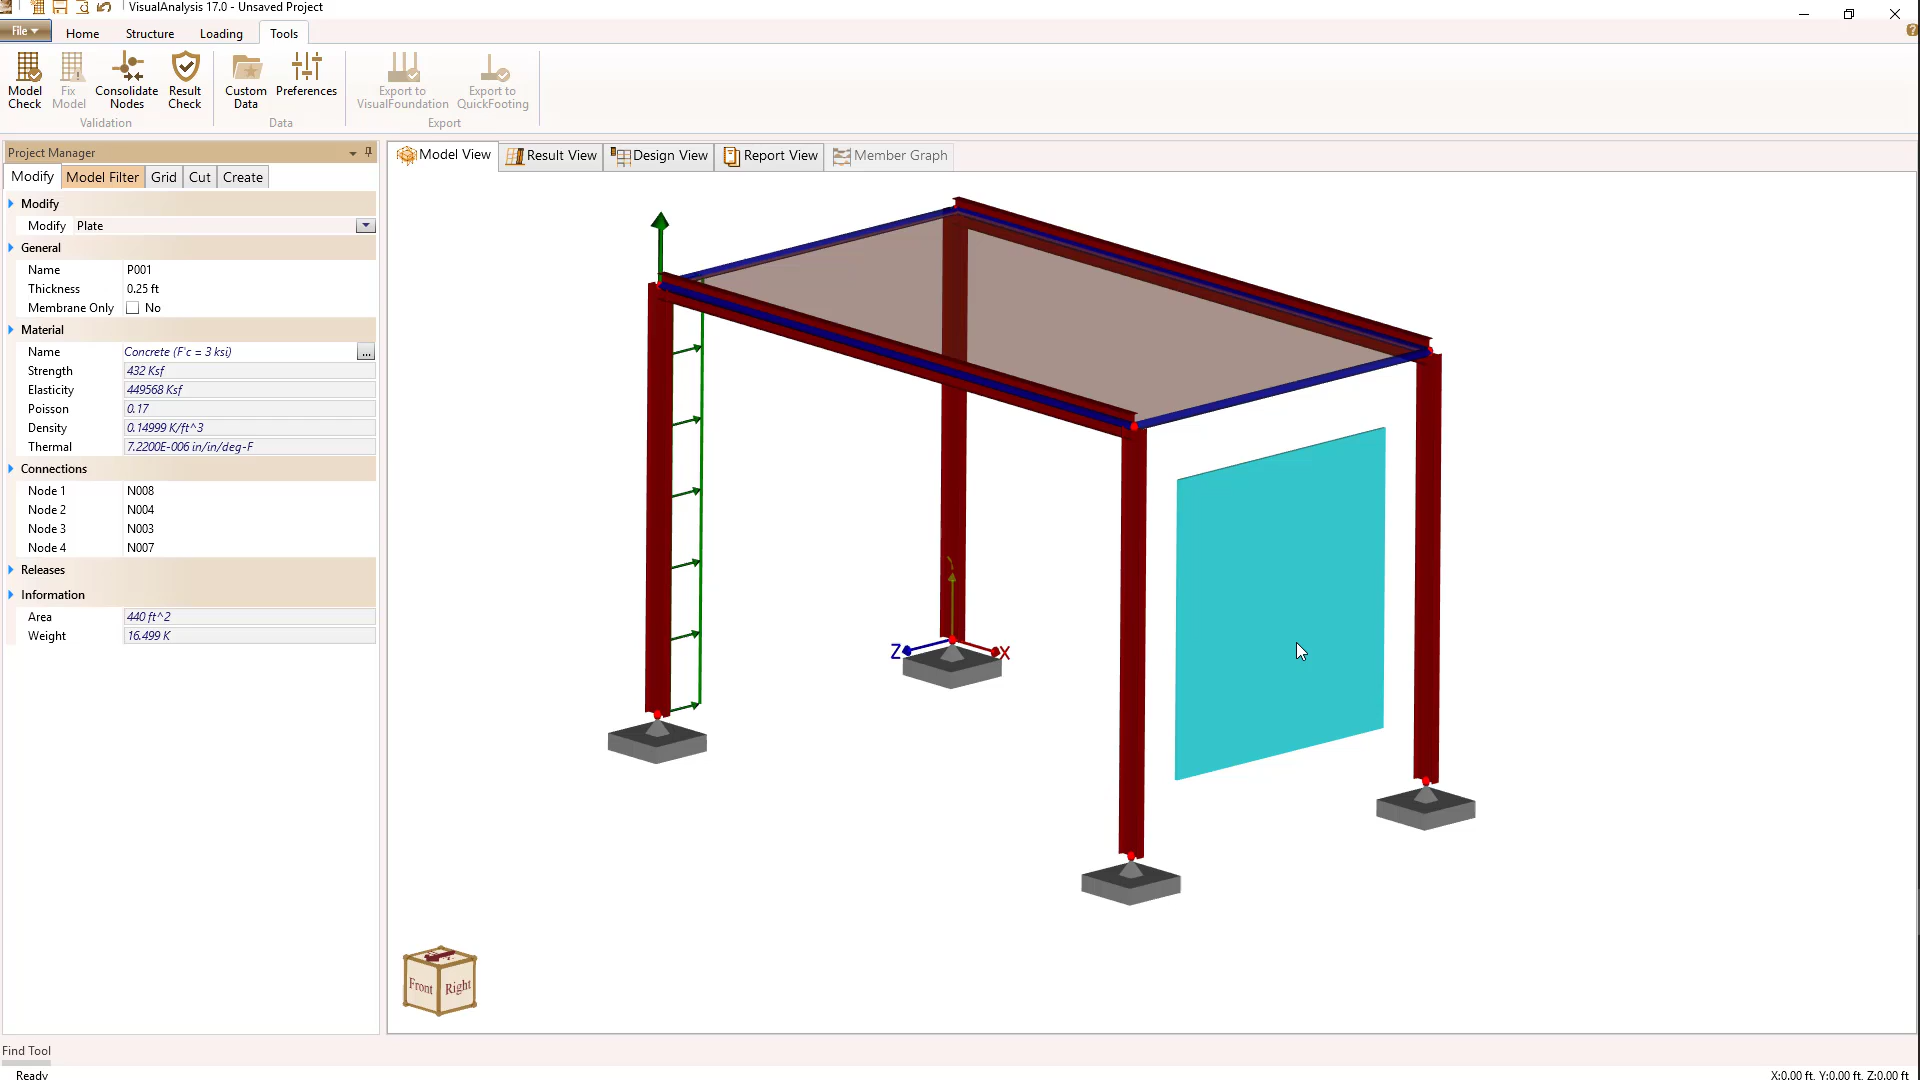 VisualAnalysis 17.0 - Unsaved Project
File Home Structure Loading Tools
Model Check
Fix Model
Consolidate Nodes
Result Check
Custom Data
Preferences
Export to VisualFoundation
Export to QuickFooting
Validation Data Export
Project Manager
Modify Model Filter Grid Cut Create
Model View Result View Design View Report View Member Graph
Modify
Modify Plate
General
Name P001
Thickness 0.25 ft
Membrane Only No
Material
Name Concrete (F'c = 3 ksi) ...
Strength 432 Ksf
Elasticity 449568 Ksf
Poisson 0.17
Density 0.14999 K/ft^3
Thermal 7.2200E-006 in/in/deg-F
Connections
Node 1 N008
Node 2 N004
Node 3 N003
Node 4 N007
Releases
Information
Area 440 ft^2
Weight 16.499 K
Z X
Front Right
Find Tool
Ready
X:0.00 ft, Y:0.00 ft, Z:0.00 ft